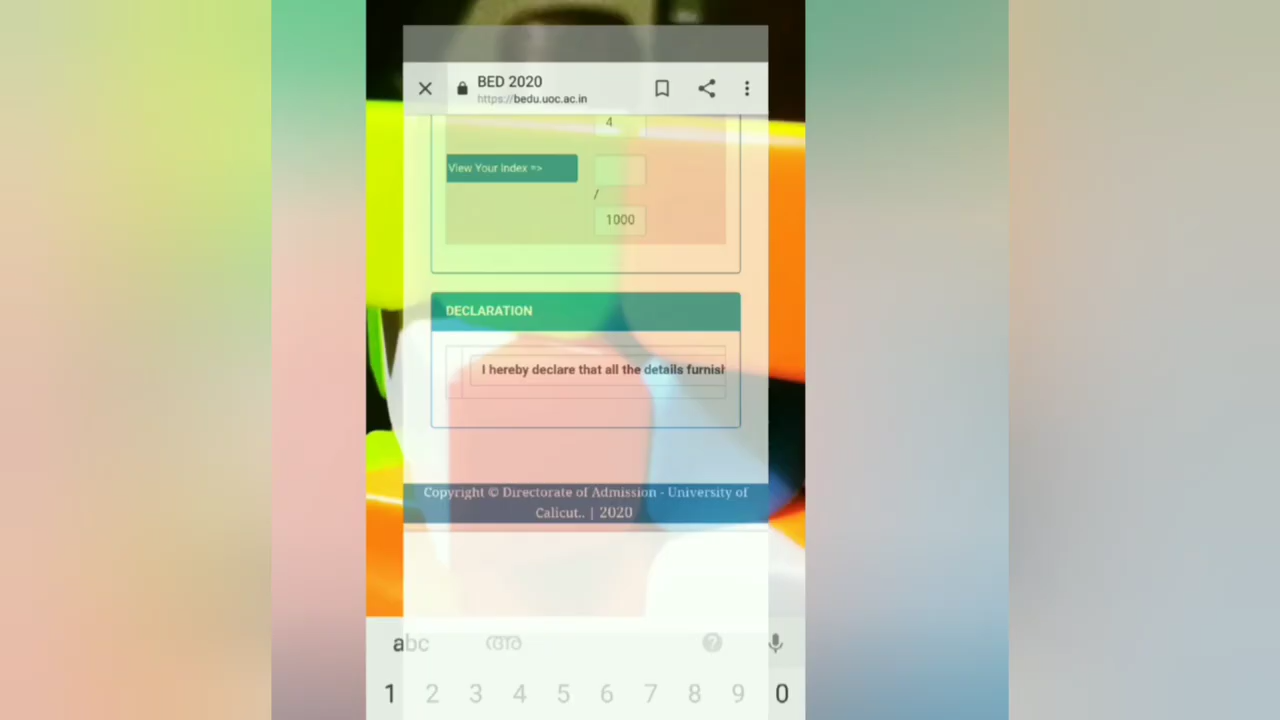 BED 2020
https://bedu.uoc.ac.in
4
View Your Index =>
/
1000
DECLARATION
I hereby declare that all the details furnish
Copyright © Directorate of Admission - University of
Calicut.. | 2020
abc
1 2 3 4 5 6 7 8 9 0